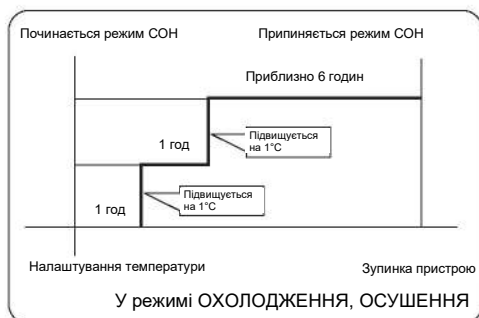 Починається режим СОН
Припиняється режим СОН
Приблизно 6 годин
1 год
Підвищується
на 1°C
1 год
Підвищується
на 1°C
Налаштування температури
Зупинка пристрою
У режимі ОХОЛОДЖЕННЯ, ОСУШЕННЯ